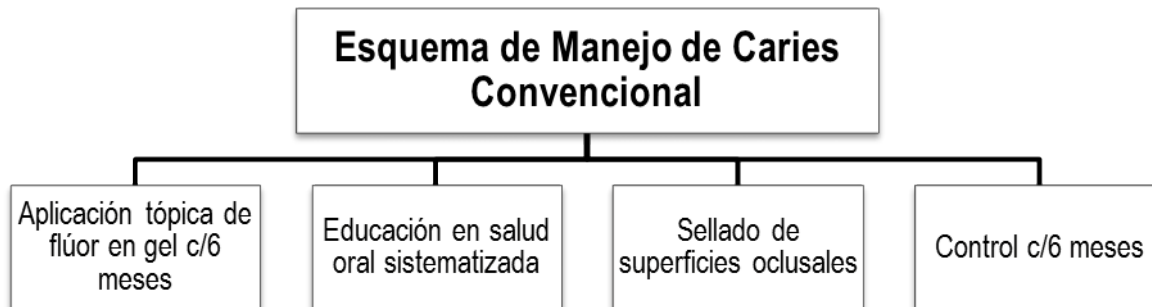 Esquema de Manejo de Caries
Convencional
Aplicación tópica de
flúor en gel c/6
meses
Educación en salud
oral sistematizada
Sellado de
superficies oclusales
Control c/6 meses